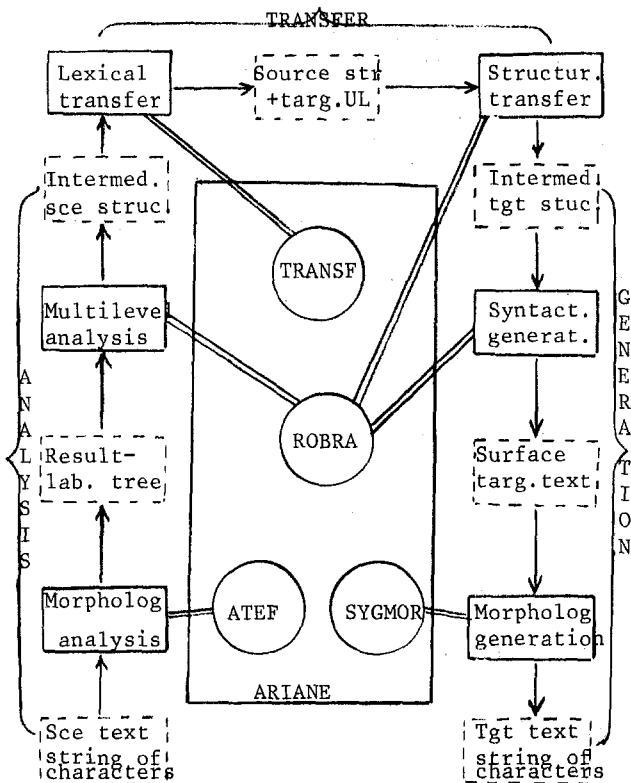 TRANSFER
Lexical
transfer
Source str
+targ.UL
Structur.
transfer
Intermed.
sce struc.
Intermed
tgt stuc.
TRANSF
Multilevel
analysis
Syntact.
generat.
ROBRA
ANALYSIS
GENERATION
Result-
lab. tree
Surface
targ.text
Morpholog
analysis
ATEF
SYGMOR
Morpholog
generation
ARIANE
Sce text
string of
characters
Tgt text
string of
characters